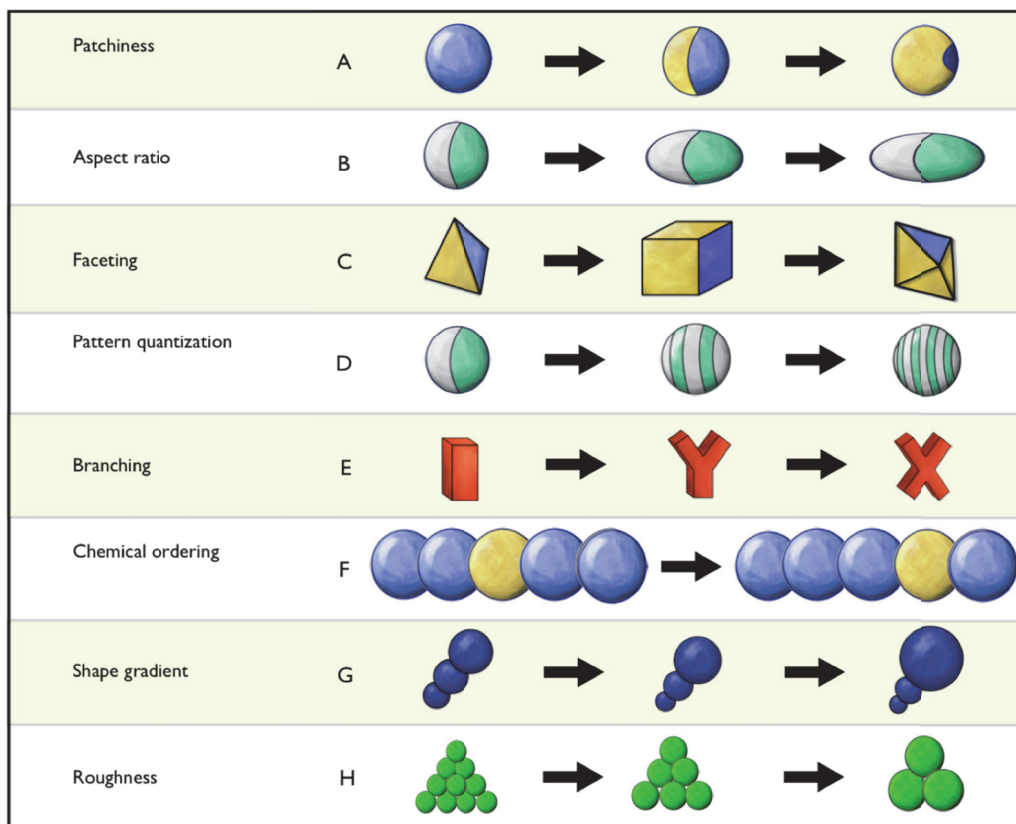 Patchiness A
Aspect ratio B
Faceting C
Pattern quantization D
Branching E
Chemical ordering F
Shape gradient G
Roughness H